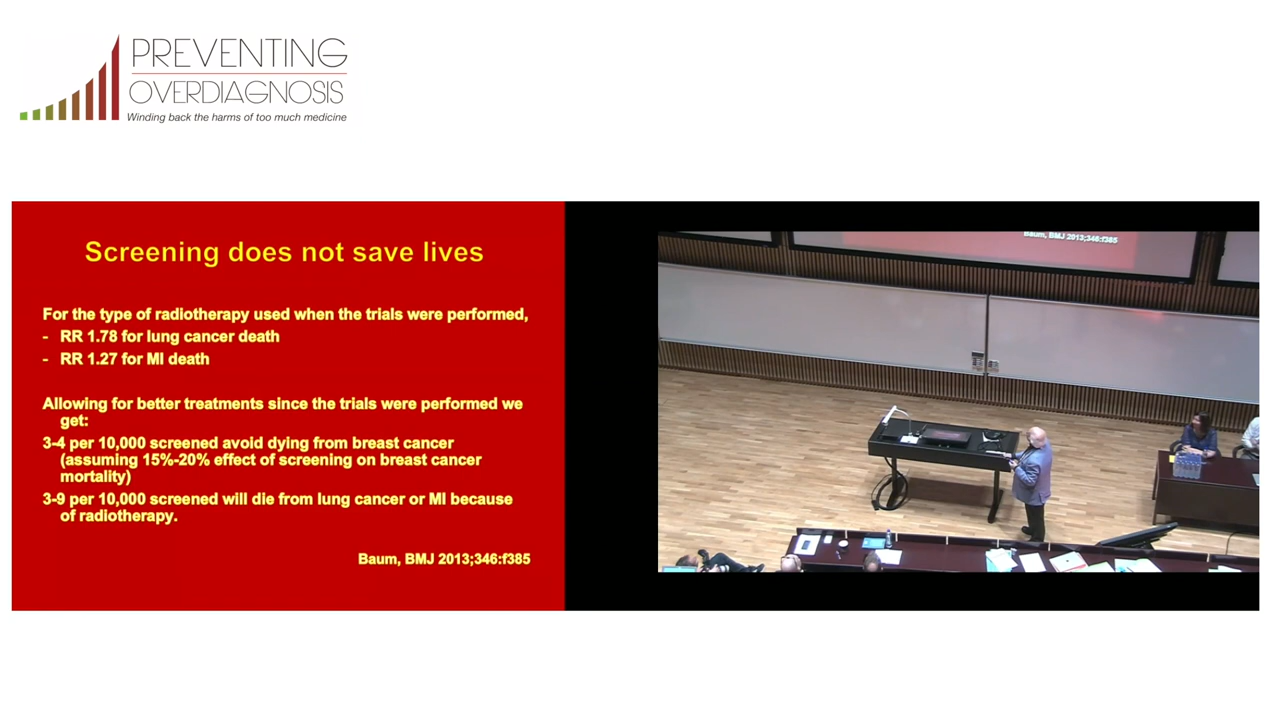 PREVENTING
OVERDIAGNOSIS
Winding back the harms of too much medicine
Screening does not save lives
For the type of radiotherapy used when the trials were performed,
- RR 1.78 for lung cancer death
- RR 1.27 for MI death
Allowing for better treatments since the trials were performed we
get:
3-4 per 10,000 screened avoid dying from breast cancer
(assuming 15%-20% effect of screening on breast cancer
mortality)
3-9 per 10,000 screened will die from lung cancer or MI because
of radiotherapy.
Baum, BMJ 2013;346:f385
Baum, BMJ 2013;346:f385